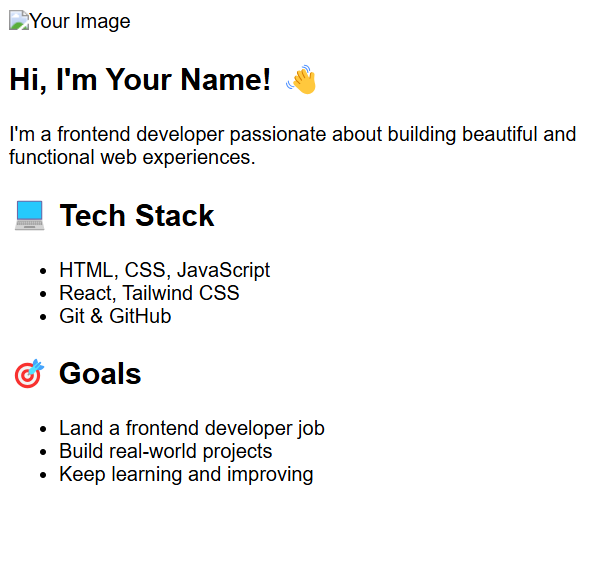 Your Image
Hi, I'm Your Name! 👋
I'm a frontend developer passionate about building beautiful and
functional web experiences.
💻 Tech Stack
• HTML, CSS, JavaScript
• React, Tailwind CSS
• Git & GitHub
🎯 Goals
• Land a frontend developer job
• Build real-world projects
• Keep learning and improving